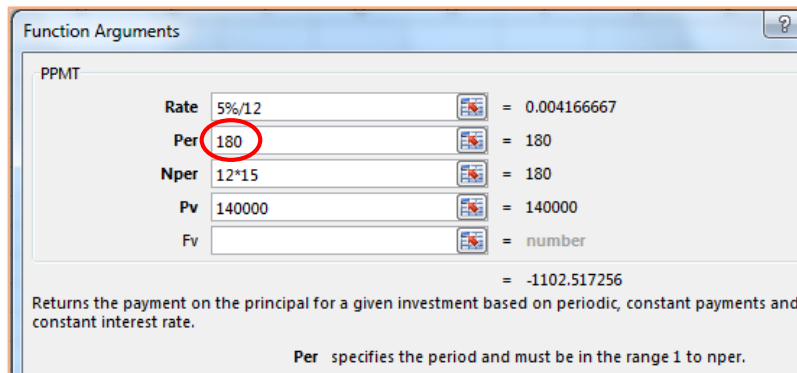 Function Arguments ?
PPMT
Rate 5%/12 = 0.004166667
Per 180 = 180
Nper 12*15 = 180
Pv 140000 = 140000
Fv = number
= -1102.517256
Returns the payment on the principal for a given investment based on periodic, constant payments and
constant interest rate.
Per specifies the period and must be in the range 1 to nper.